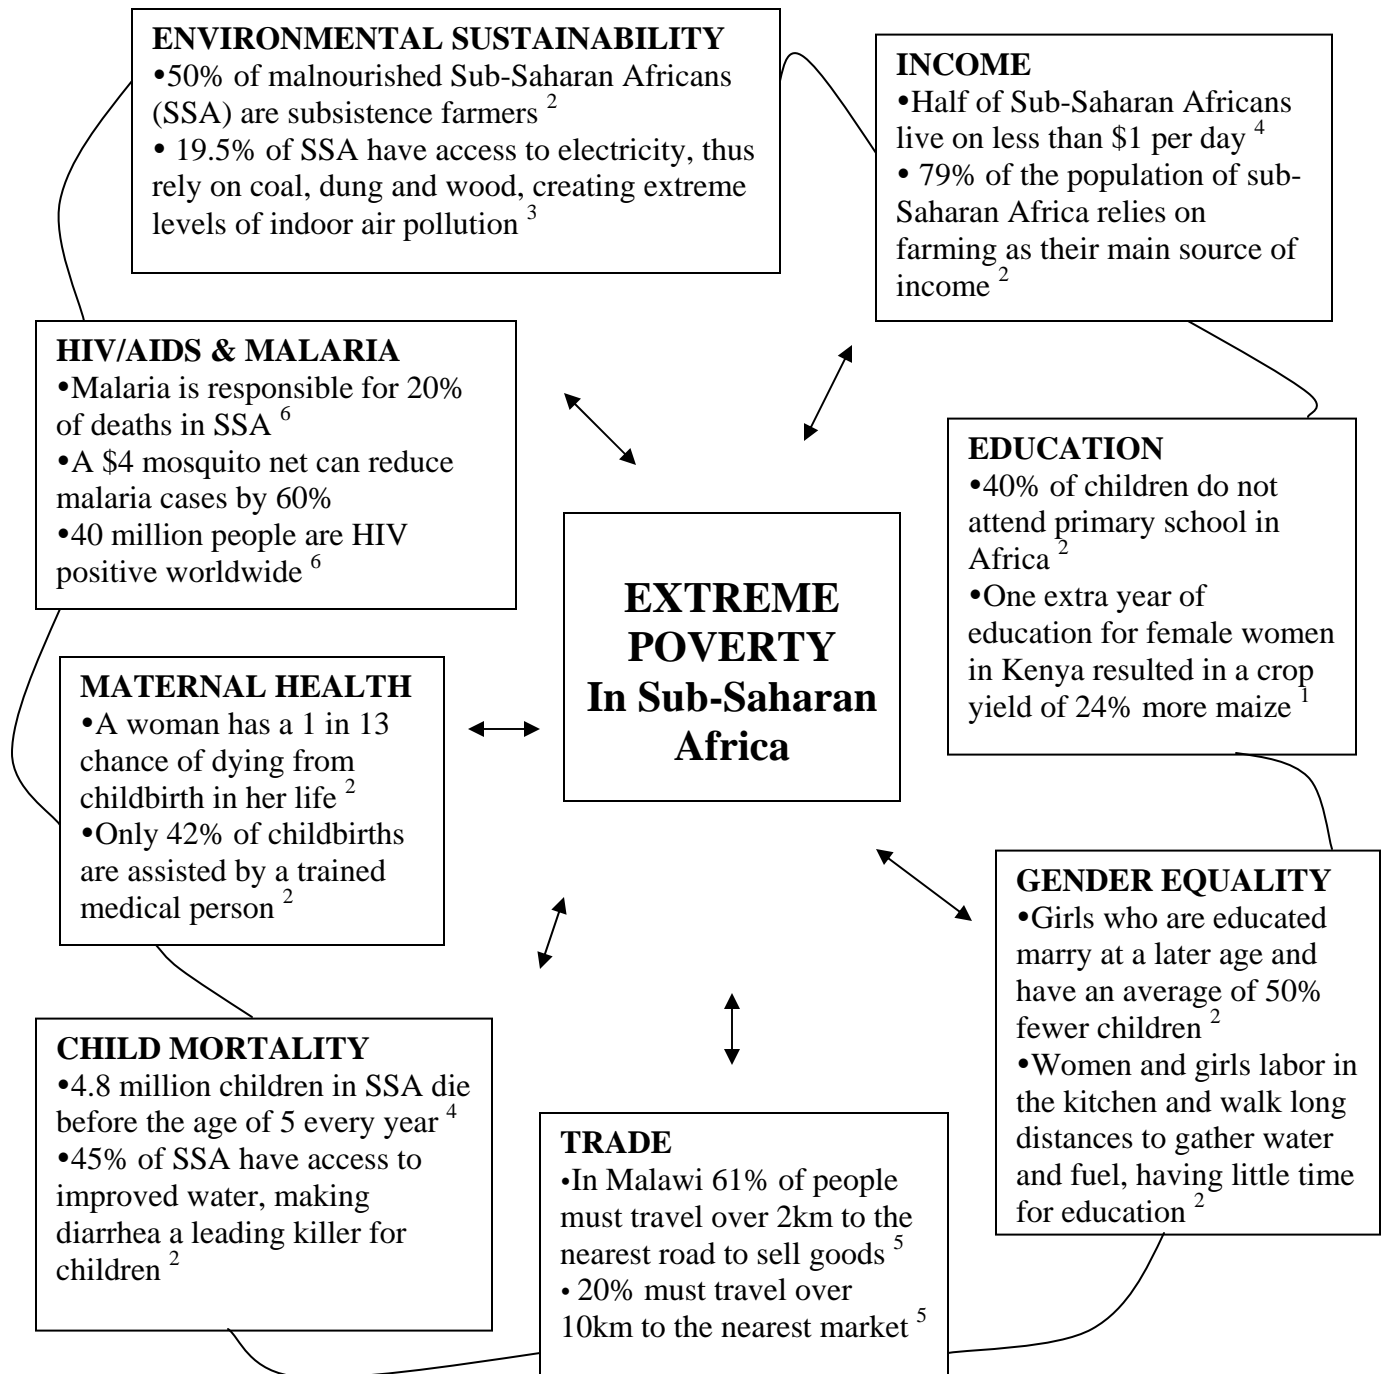 ENVIRONMENTAL SUSTAINABILITY
•50% of malnourished Sub-Saharan Africans
(SSA) are subsistence farmers 2
• 19.5% of SSA have access to electricity, thus
rely on coal, dung and wood, creating extreme
levels of indoor air pollution 3
INCOME
•Half of Sub-Saharan Africans
live on less than $1 per day 4
• 79% of the population of sub-
Saharan Africa relies on
farming as their main source of
income 2
HIV/AIDS & MALARIA
•Malaria is responsible for 20%
of deaths in SSA 6
•A $4 mosquito net can reduce
malaria cases by 60%
•40 million people are HIV
positive worldwide 6
EDUCATION
•40% of children do not
attend primary school in
Africa 2
•One extra year of
education for female women
in Kenya resulted in a crop
yield of 24% more maize 1
EXTREME
POVERTY
In Sub-Saharan
Africa
MATERNAL HEALTH
•A woman has a 1 in 13
chance of dying from
childbirth in her life 2
•Only 42% of childbirths
are assisted by a trained
medical person 2
GENDER EQUALITY
•Girls who are educated
marry at a later age and
have an average of 50%
fewer children 2
•Women and girls labor in
the kitchen and walk long
distances to gather water
and fuel, having little time
for education 2
CHILD MORTALITY
•4.8 million children in SSA die
before the age of 5 every year 4
•45% of SSA have access to
improved water, making
diarrhea a leading killer for
children 2
TRADE
•In Malawi 61% of people
must travel over 2km to the
nearest road to sell goods 5
• 20% must travel over
10km to the nearest market 5